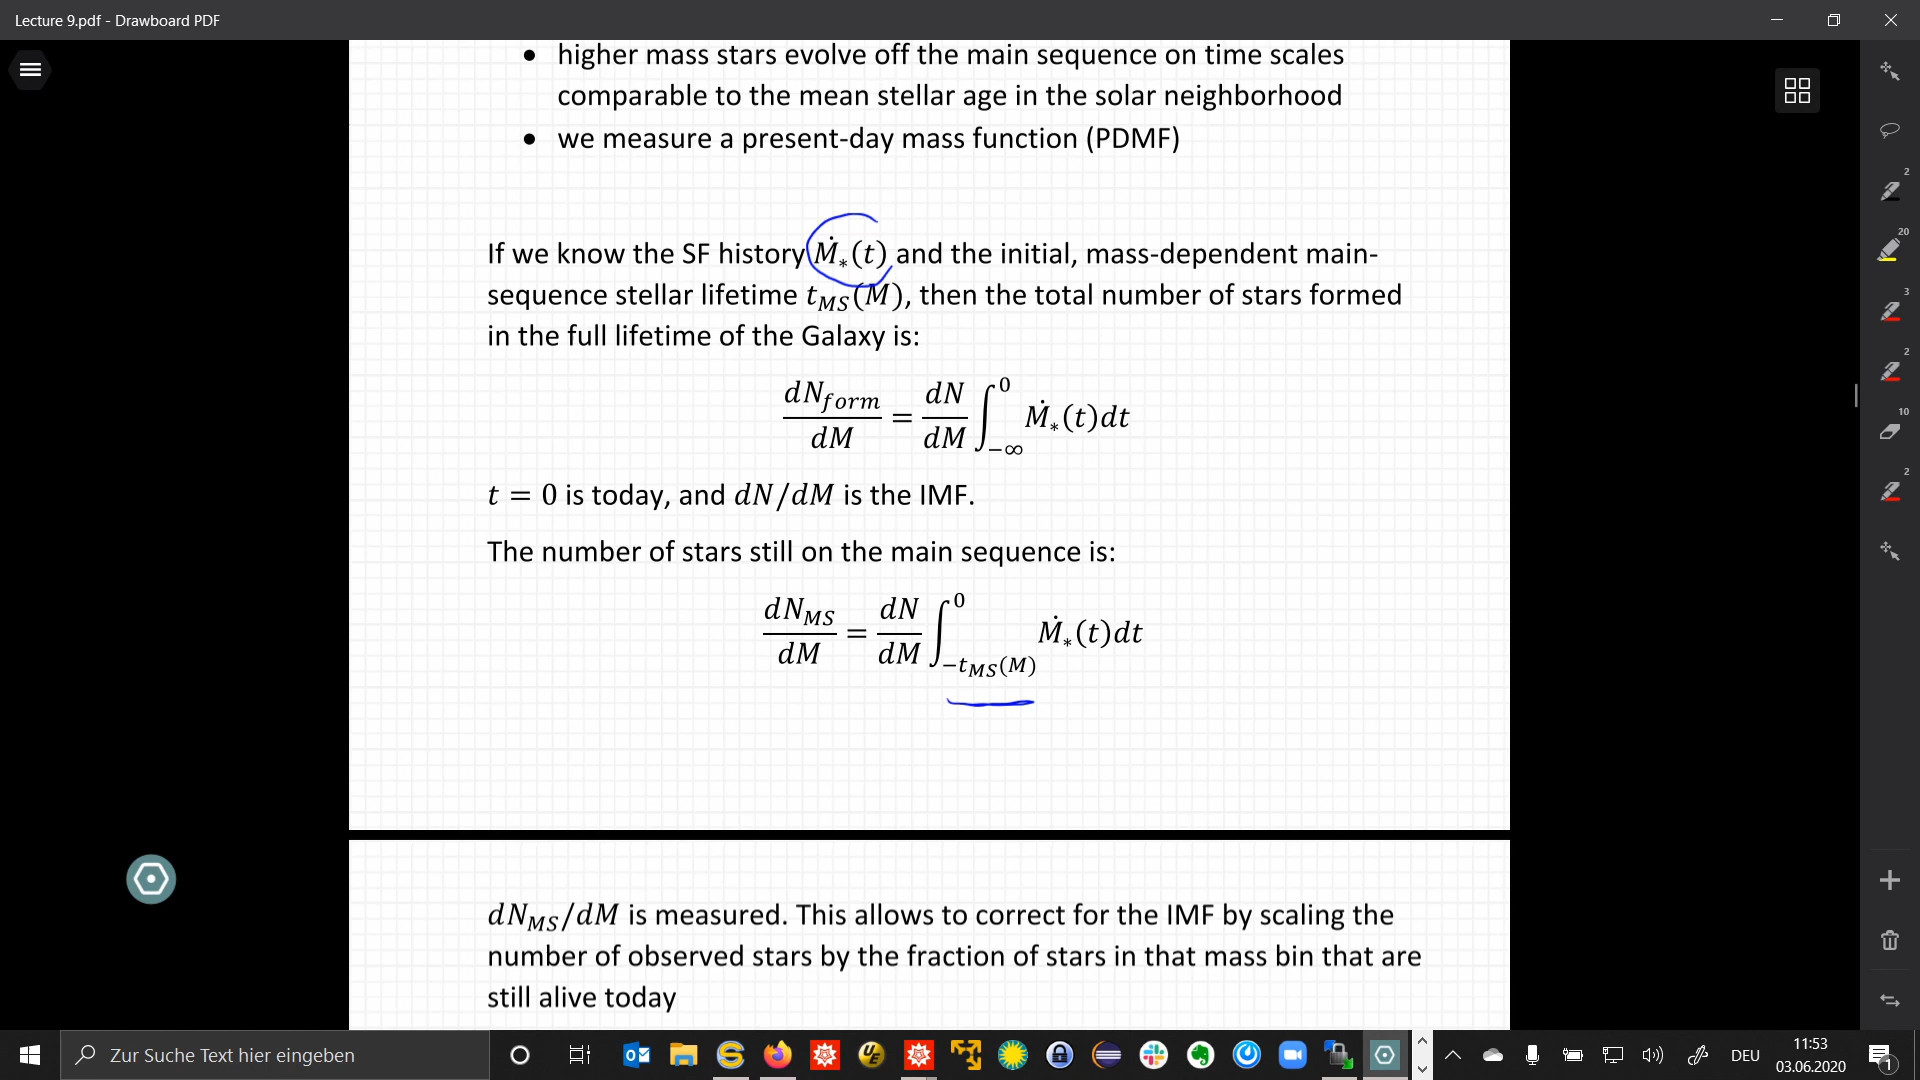 Lecture 9.pdf - Drawboard PDF
• higher mass stars evolve off the main sequence on time scales
comparable to the mean stellar age in the solar neighborhood
• we measure a present-day mass function (PDMF)
If we know the SF history Ṁ∗(t) and the initial, mass-dependent main-
sequence stellar lifetime t_MS(M), then the total number of stars formed
in the full lifetime of the Galaxy is:
dN_form/dM = dN/dM ∫_{−∞}^{0} Ṁ∗(t)dt
t = 0 is today, and dN/dM is the IMF.
The number of stars still on the main sequence is:
dN_MS/dM = dN/dM ∫_{−t_MS(M)}^{0} Ṁ∗(t)dt
dN_MS/dM is measured. This allows to correct for the IMF by scaling the
number of observed stars by the fraction of stars in that mass bin that are
still alive today
2
20
3
2
10
2
Zur Suche Text hier eingeben
DEU
11:53
03.06.2020
1